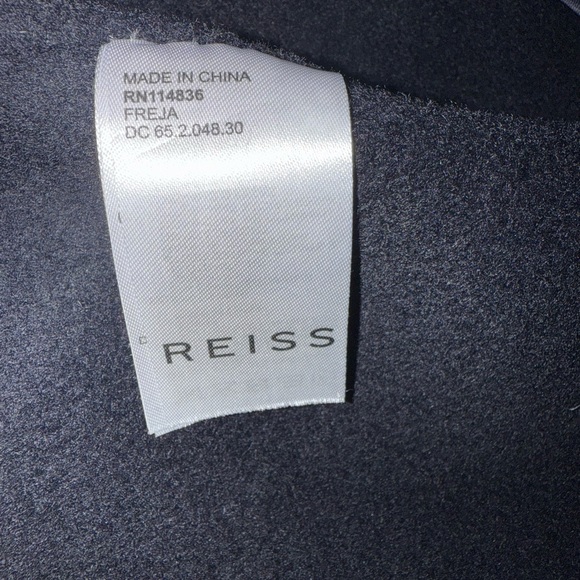 MADE IN CHINA
RN114836
FREJA
DC 65.2.048.30
REISS